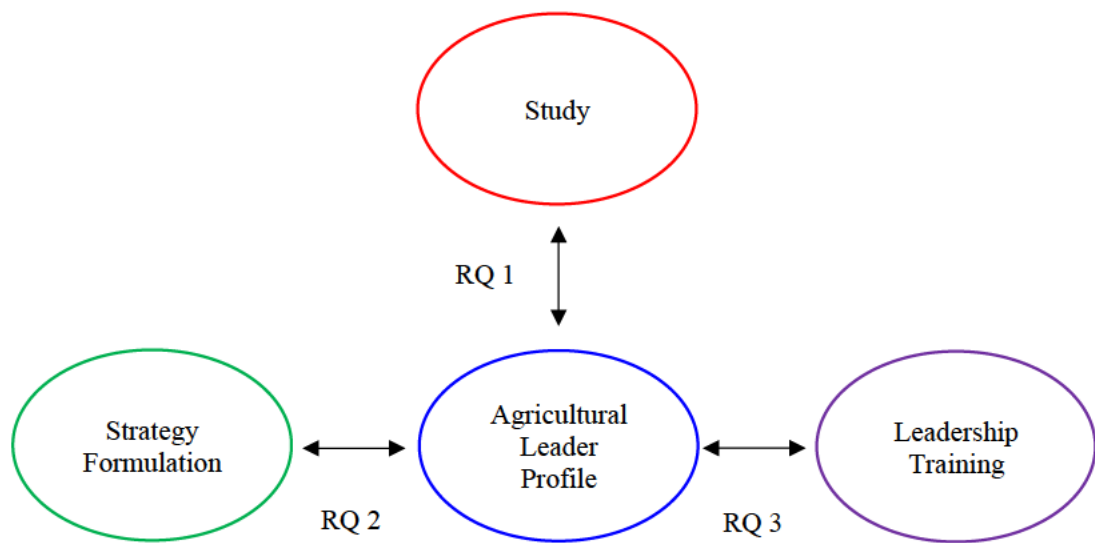 Study
RQ 1
Strategy
Formulation
Agricultural
Leader
Profile
Leadership
Training
RQ 2
RQ 3